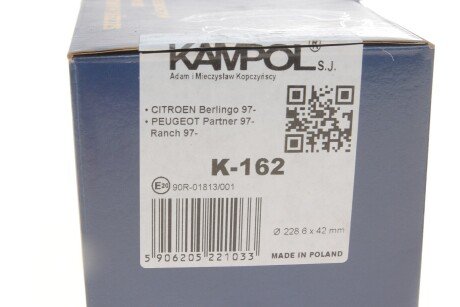 KAMPOL® S.J.
Adam i Mieczysław Kopczyńscy
• CITROEN Berlingo 97-
• PEUGEOT Partner 97-
Ranch 97-
K-162
E20 90R-01813/001
Ø 228.6 x 42 mm
5 906205 221033
MADE IN POLAND